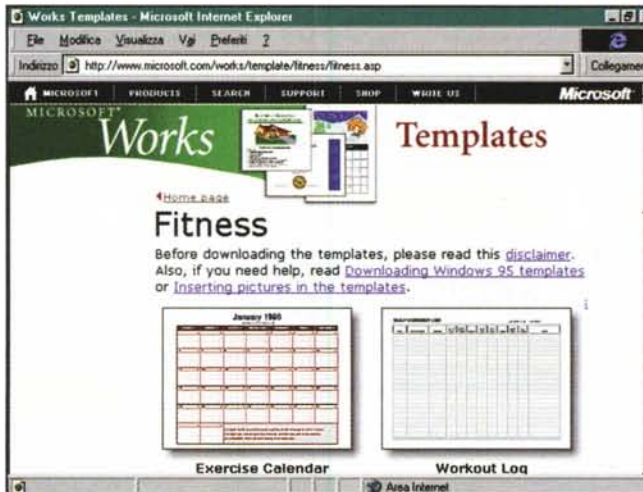 Works Templates - Microsoft Internet Explorer
File Modifica Visualizza Vai Preferiti ?
Indirizzo http://www.microsoft.com/works/template/fitness/fitness.asp Collegamen
MICROSOFT PRODUCTS SEARCH SUPPORT SHOP WRITE US Microsoft
MICROSOFT
Works Templates
Home page
Fitness
Before downloading the templates, please read this disclaimer.
Also, if you need help, read Downloading Windows 95 templates
or Inserting pictures in the templates.
January 1998
Exercise Calendar Workout Log
Area Internet